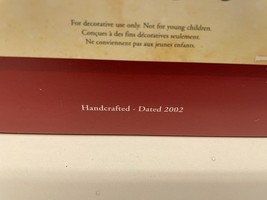 For decorative use only. Not for young children.
Conçues à des fins décoratives seulement.
Ne conviennent pas aux jeunes enfants.
Handcrafted - Dated 2002